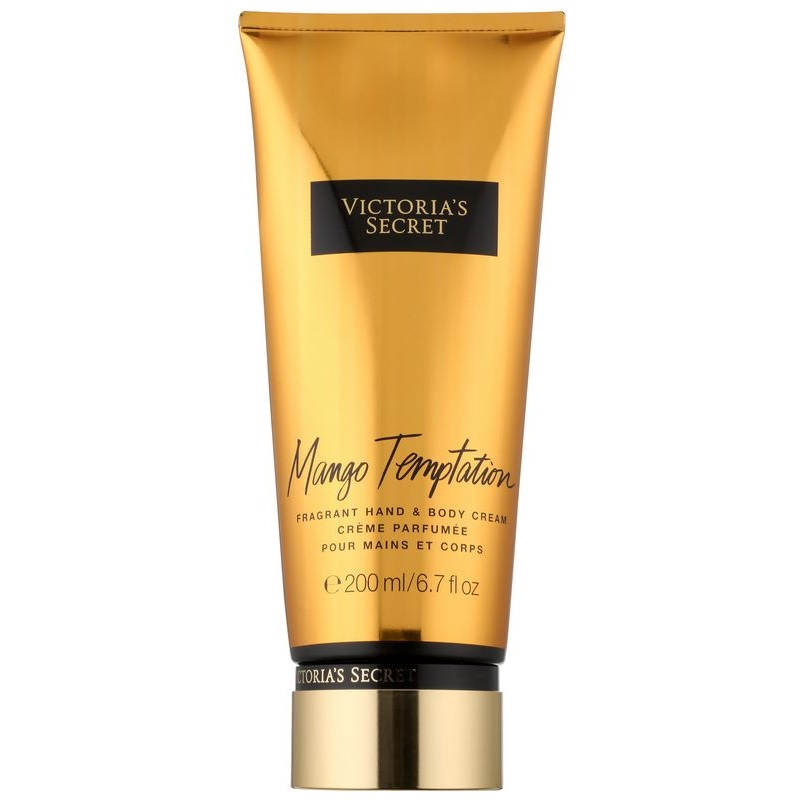 VICTORIA'S
SECRET
Mango Temptation
FRAGRANT HAND & BODY CREAM
CRÈME PARFUMÉE
POUR MAINS ET CORPS
℮ 200 ml/6.7 fl oz
VICTORIA'S SECRET